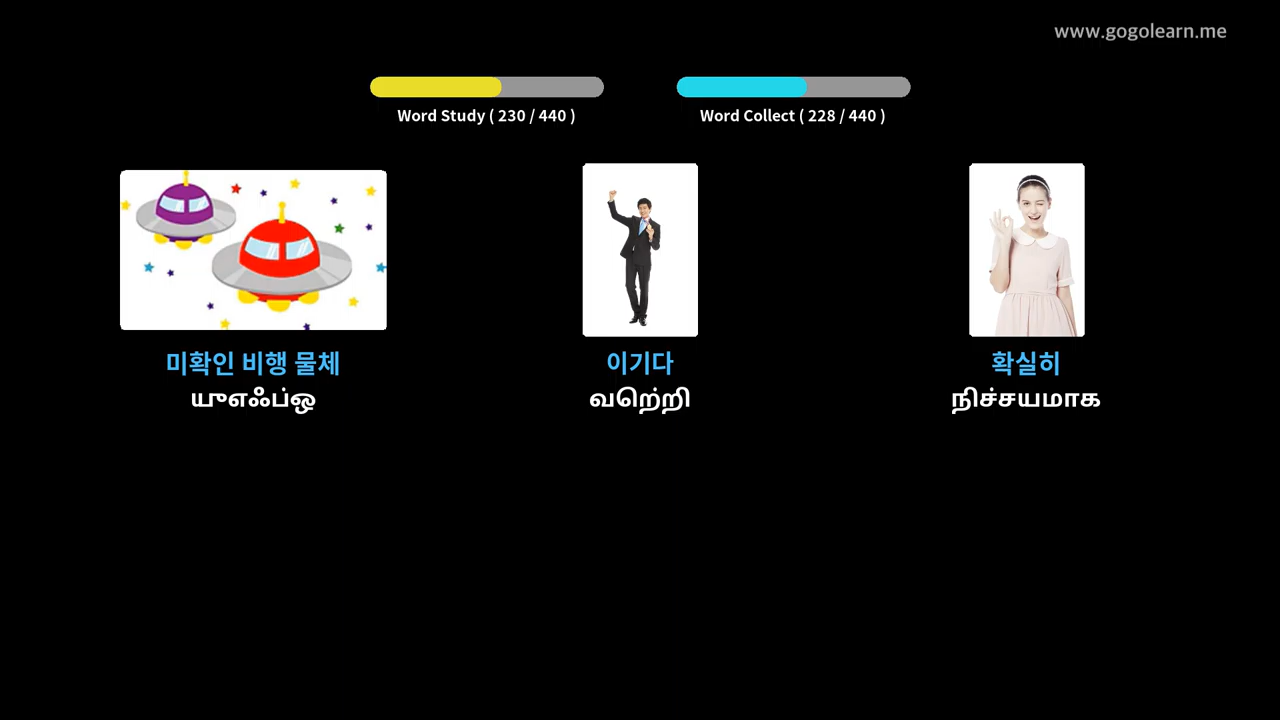 www.gogolearn.me
Word Study ( 230 / 440 )
Word Collect ( 228 / 440 )
미확인 비행 물체
யுஎஃப்ஒ
이기다
வெற்றி
확실히
நிச்சயமாக